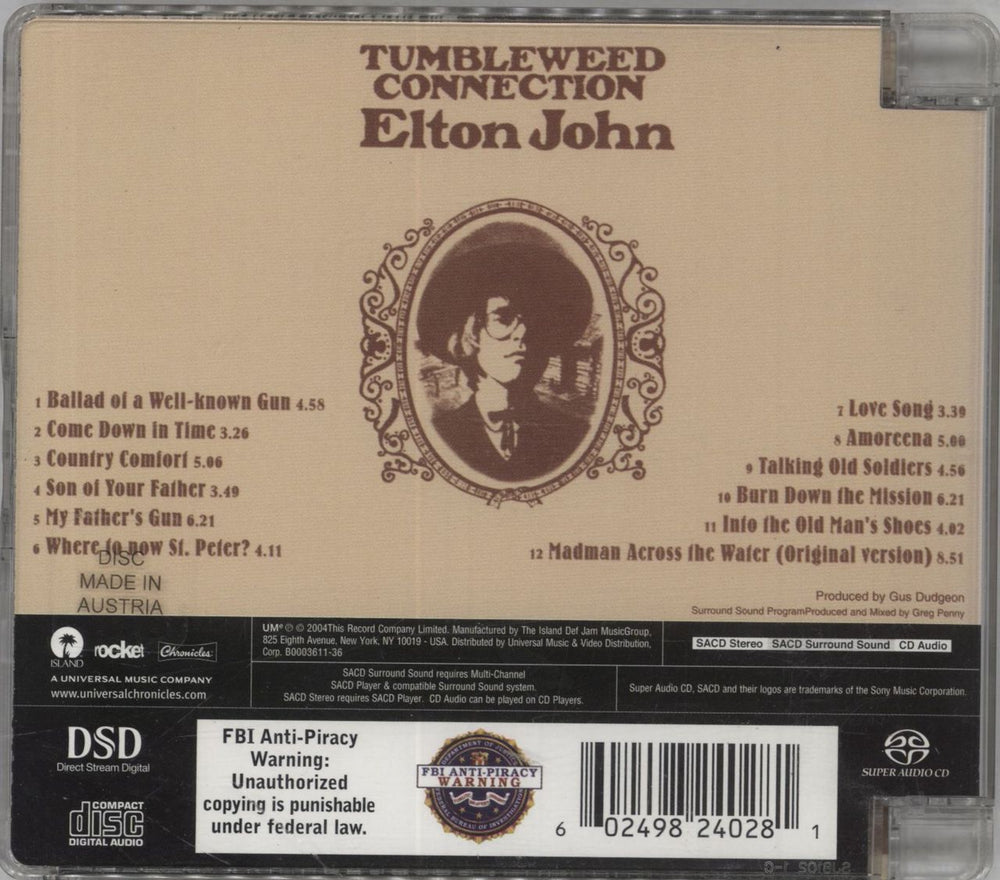 TUMBLEWEED
CONNECTION
Elton John
1 Ballad of a Well-known Gun 4.58
2 Come Down in Time 3.26
3 Country Comfort 5.06
4 Son of Your Father 3.49
5 My Father's Gun 6.21
6 Where to now St. Peter? 4.11
7 Love Song 3.39
8 Amoreena 5.00
9 Talking Old Soldiers 4.56
10 Burn Down the Mission 6.21
11 Into the Old Man's Shoes 4.02
12 Madman Across the Water (Original version) 8.51
DISC
MADE IN
AUSTRIA
Produced by Gus Dudgeon
Surround Sound ProgramProduced and Mixed by Greg Penny
ISLAND
rocket
Chronicles
A UNIVERSAL MUSIC COMPANY
www.universalchronicles.com
UM® ℗ © 2004This Record Company Limited. Manufactured by The Island Def Jam MusicGroup,
825 Eighth Avenue, New York, NY 10019 - USA. Distributed by Universal Music & Video Distribution,
Corp. B0003611-36
SACD Stereo SACD Surround Sound CD Audio
SACD Surround Sound requires Multi-Channel
SACD Player & compatible Surround Sound system.
SACD Stereo requires SACD Player. CD Audio can be played on CD Players.
Super Audio CD, SACD and their logos are trademarks of the Sony Music Corporation.
DSD
Direct Stream Digital
COMPACT
disc
DIGITAL AUDIO
FBI Anti-Piracy
Warning:
Unauthorized
copying is punishable
under federal law.
DEPARTMENT OF JUSTICE
FBI ANTI-PIRACY
WARNING
FEDERAL BUREAU OF INVESTIGATION
6 02498 24028 1
SUPER AUDIO CD